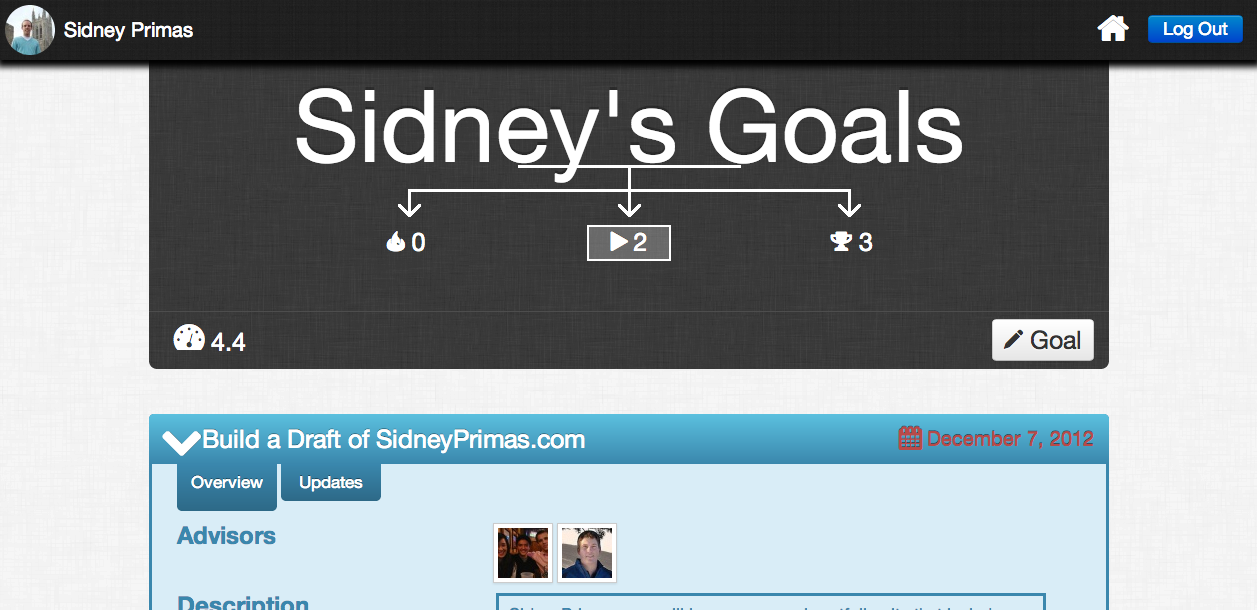 Sidney Primas
Log Out
Sidney's Goals
0
2
3
4.4
Goal
Build a Draft of SidneyPrimas.com
December 7, 2012
Overview
Updates
Advisors
Description